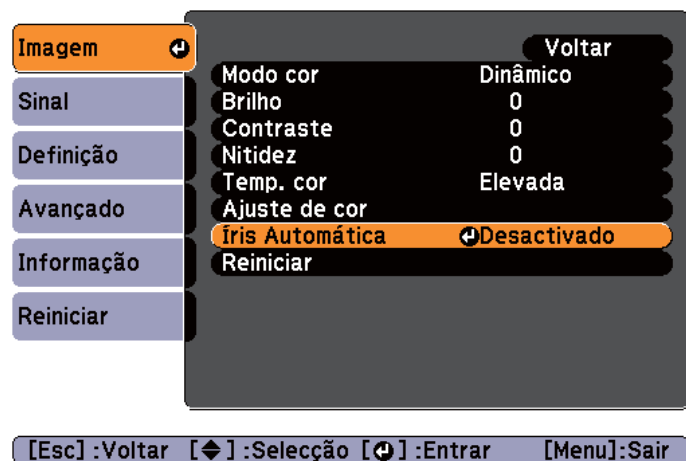 Imagem
Sinal
Definição
Avançado
Informação
Reiniciar
Voltar
Modo cor Dinâmico
Brilho 0
Contraste 0
Nitidez 0
Temp. cor Elevada
Ajuste de cor
Íris Automática Desactivado
Reiniciar
[Esc] :Voltar [◆] :Selecção [↵] :Entrar [Menu]:Sair